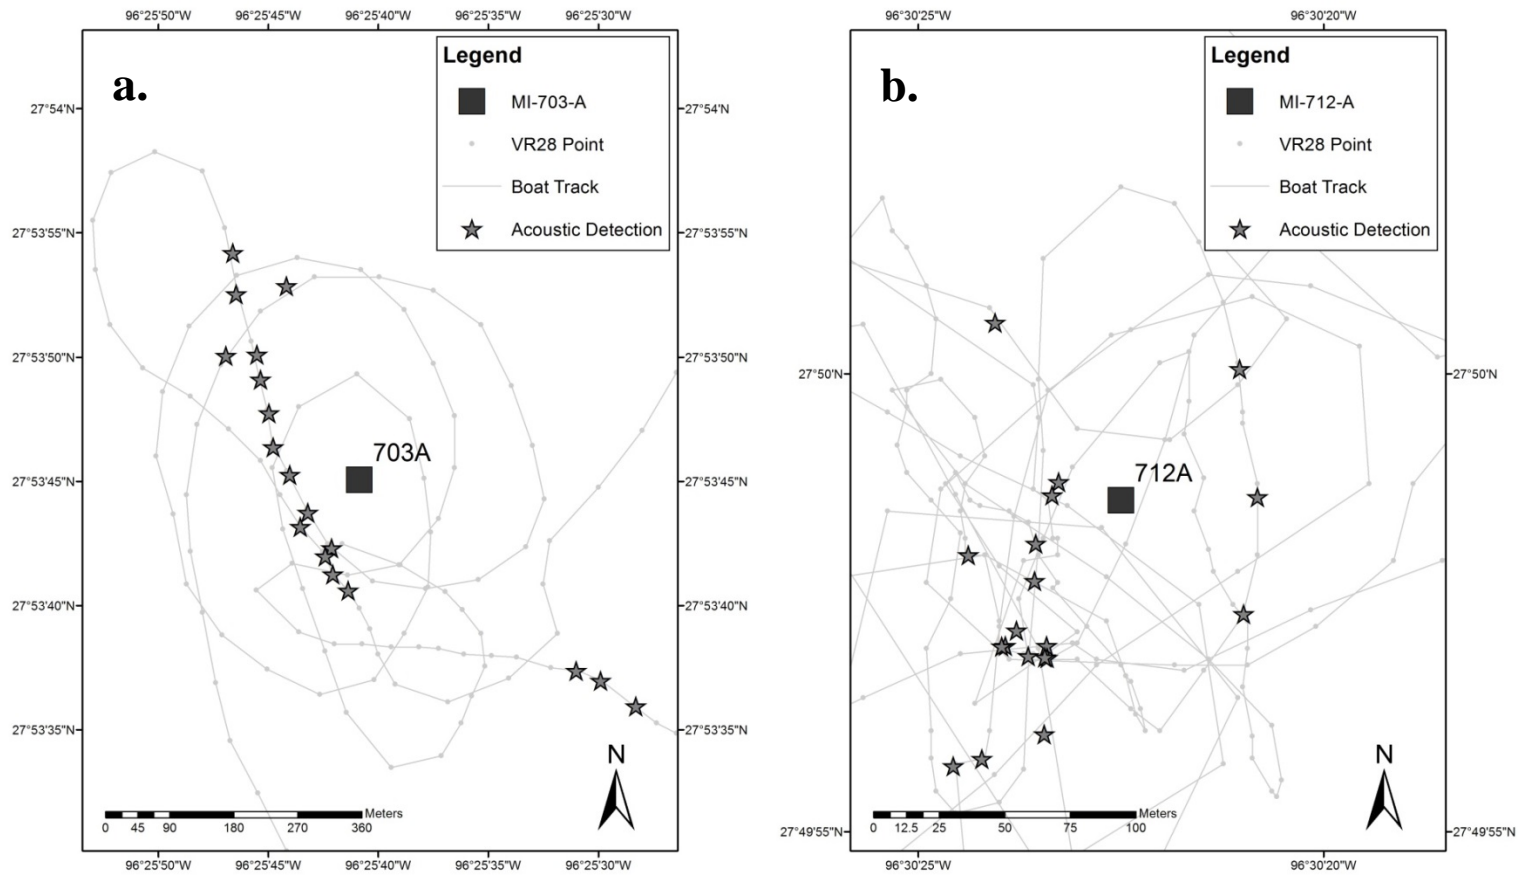 96°25'50"W 96°25'45"W 96°25'40"W 96°25'35"W 96°25'30"W
a.
Legend
MI-703-A
VR28 Point
Boat Track
Acoustic Detection
27°54'N 27°54'N
27°53'55"N 27°53'55"N
27°53'50"N 27°53'50"N
703A
27°53'45"N 27°53'45"N
27°53'40"N 27°53'40"N
27°53'35"N 27°53'35"N
N
Meters
0 45 90 180 270 360
96°25'50"W 96°25'45"W 96°25'40"W 96°25'35"W 96°25'30"W
96°30'25"W 96°30'20"W
b.
Legend
MI-712-A
VR28 Point
Boat Track
Acoustic Detection
27°50'N 27°50'N
712A
N
Meters
0 12.5 25 50 75 100
27°49'55"N 27°49'55"N
96°30'25"W 96°30'20"W